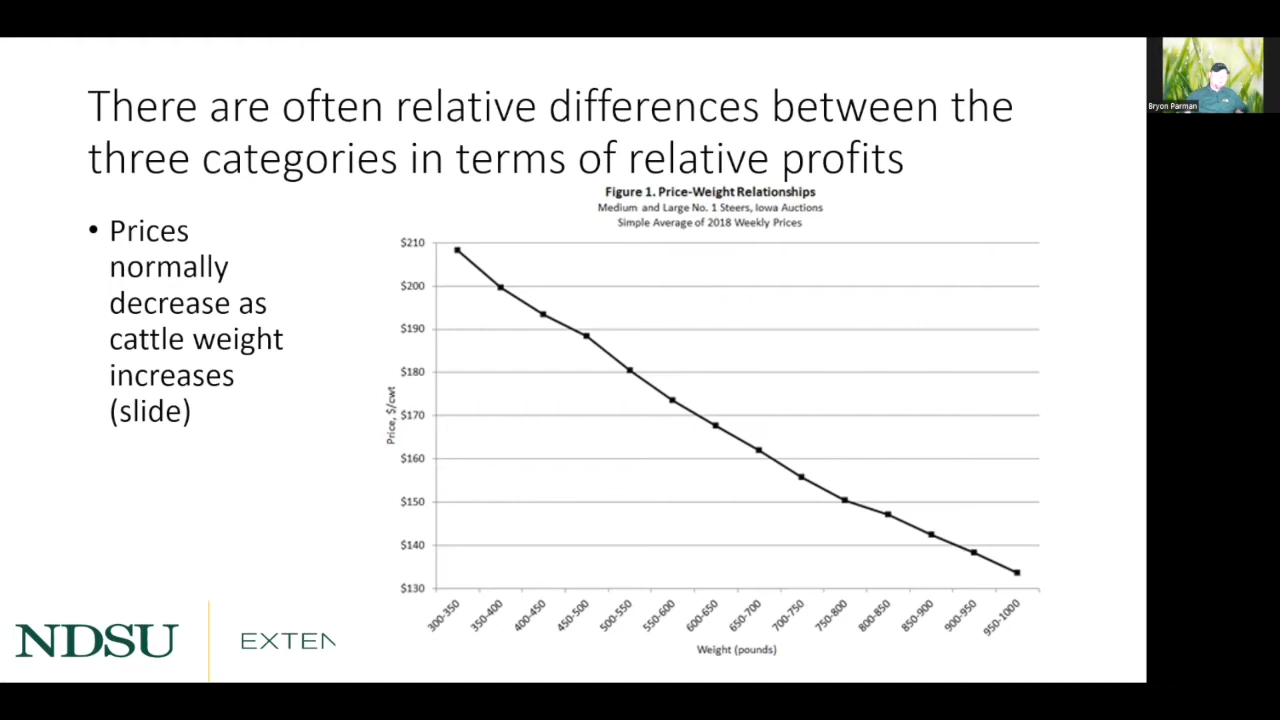 There are often relative differences between the
three categories in terms of relative profits
• Prices
normally
decrease as
cattle weight
increases
(slide)
Figure 1. Price-Weight Relationships
Medium and Large No. 1 Steers, Iowa Auctions
Simple Average of 2018 Weekly Prices
$210
$200
$190
$180
$170
$160
$150
$140
$130
Price, $/cwt
300-350
350-400
400-450
450-500
500-550
550-600
600-650
650-700
700-750
750-800
800-850
850-900
900-950
950-1000
Weight (pounds)
NDSU
EXTEN
Bryon Parman